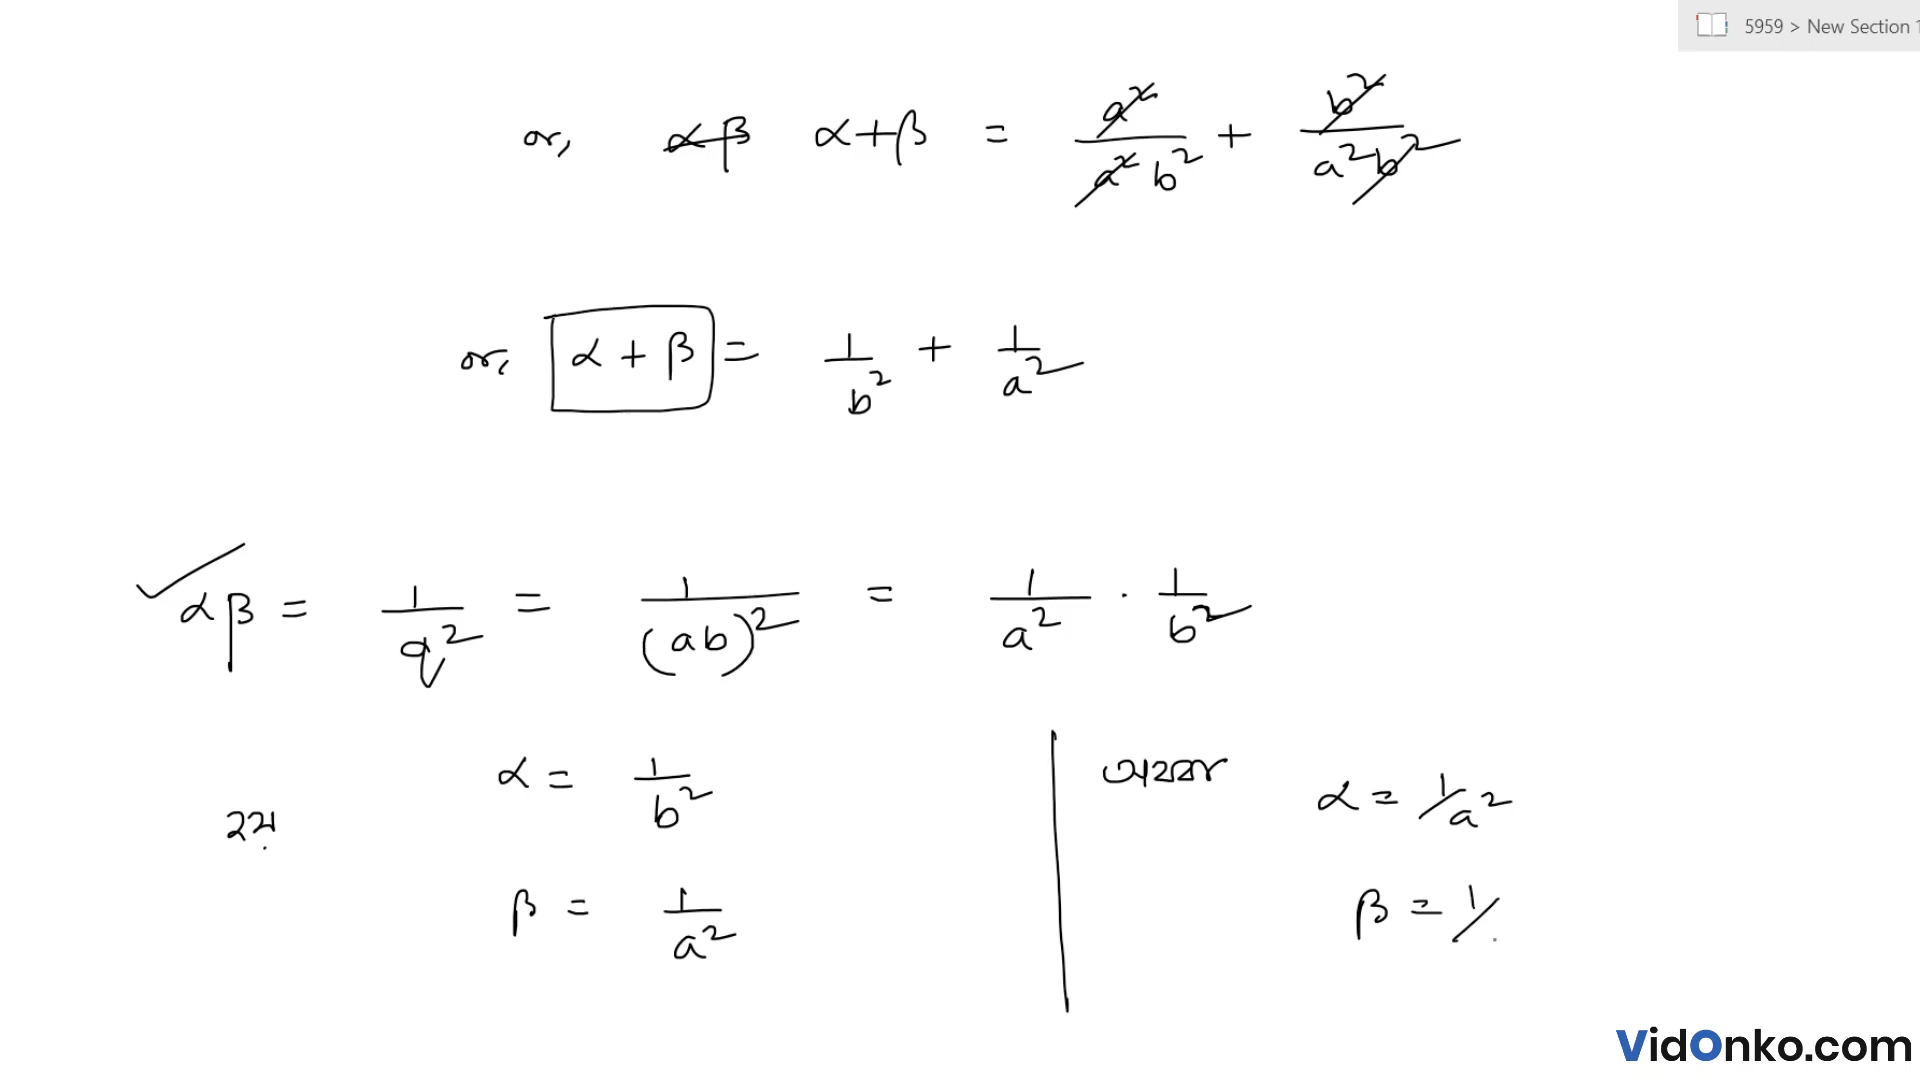 5959 > New Section 1
or, αβ α+β = a²/a²b² + b²/a²b²
or, α + β = 1/b² + 1/a²
αβ = 1/q² = 1/(ab)² = 1/a² · 1/b²
হয় α = 1/b² অথবা α = 1/a²
β = 1/a² β = 1/
VidOnko.com